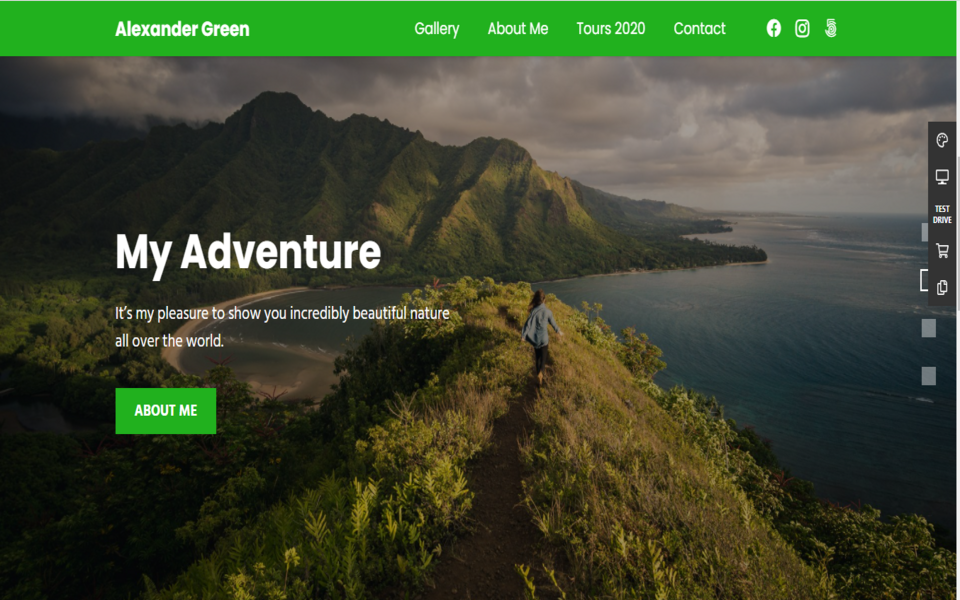 Alexander Green
Gallery
About Me
Tours 2020
Contact
My Adventure
It's my pleasure to show you incredibly beautiful nature
all over the world.
ABOUT ME
TEST
DRIVE